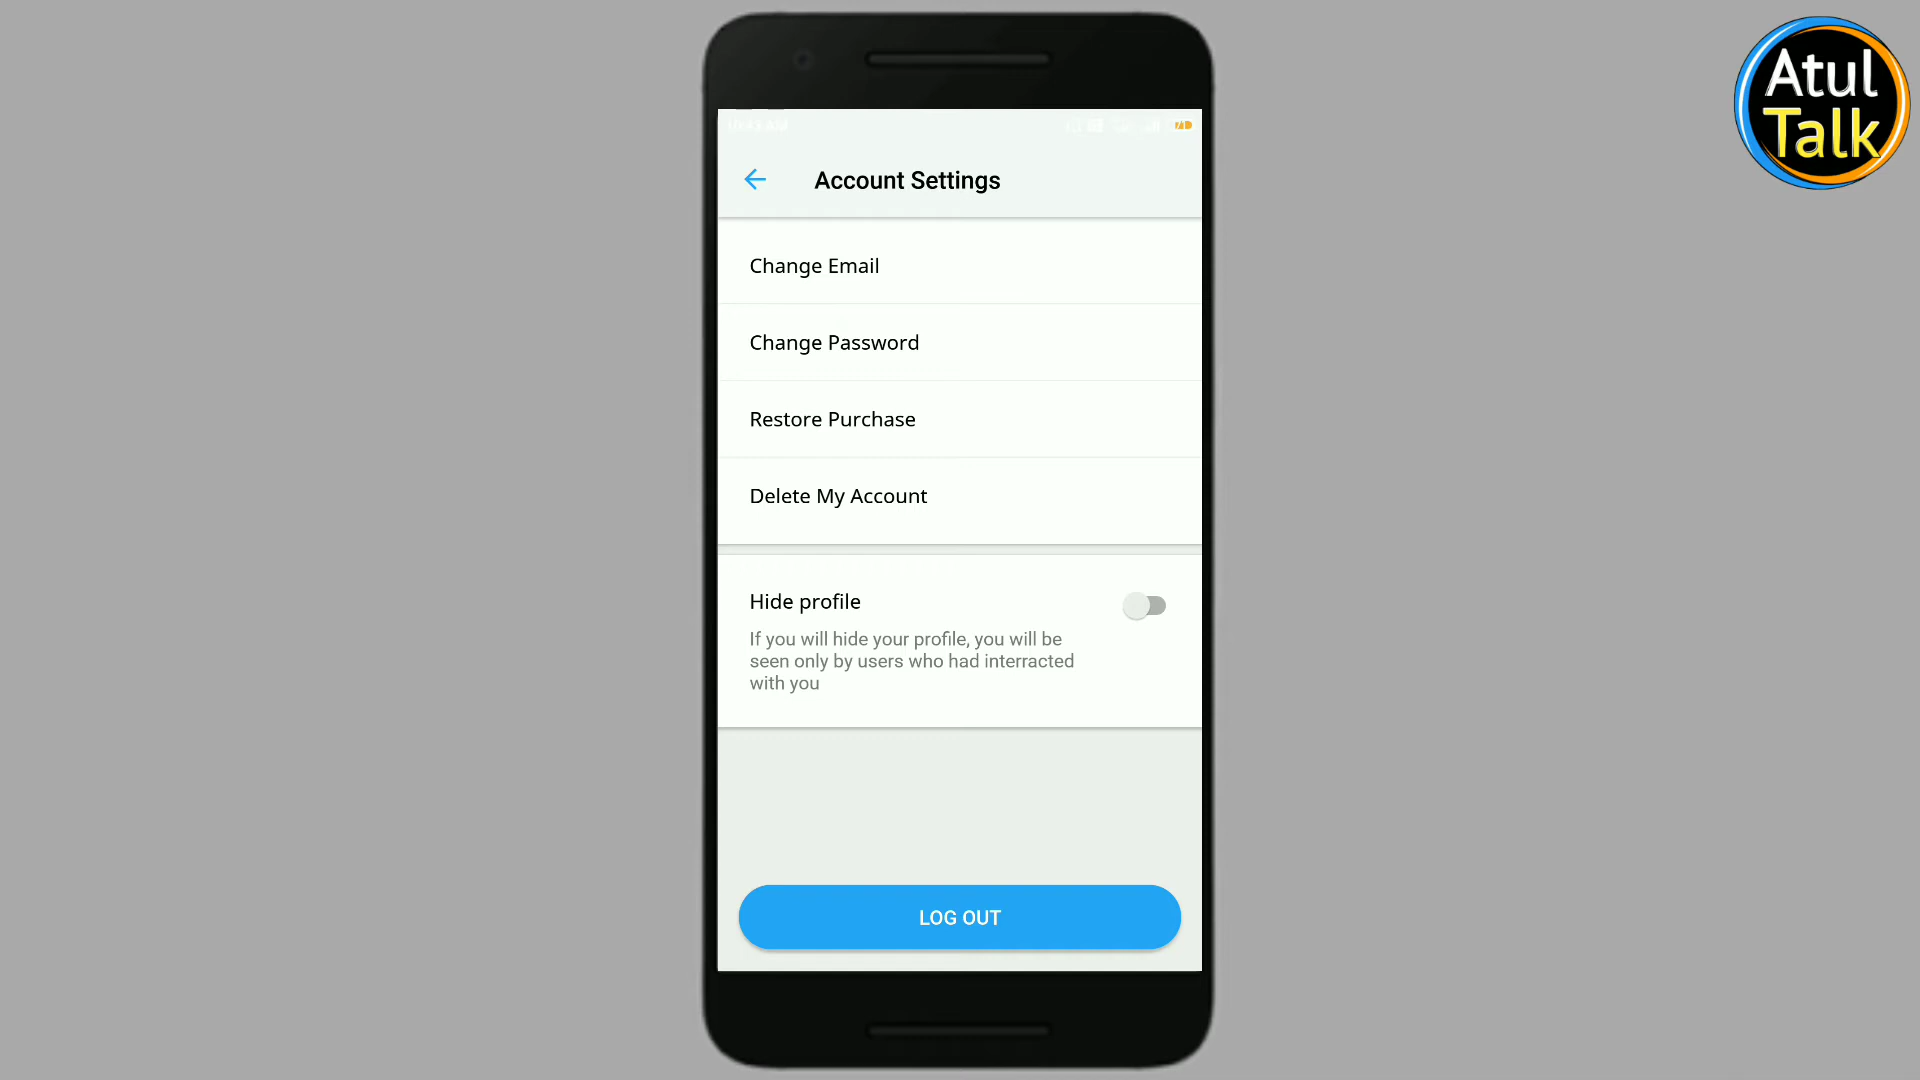 Atul
Talk
Account Settings
Change Email
Change Password
Restore Purchase
Delete My Account
Hide profile
If you will hide your profile, you will be
seen only by users who had interracted
with you
LOG OUT